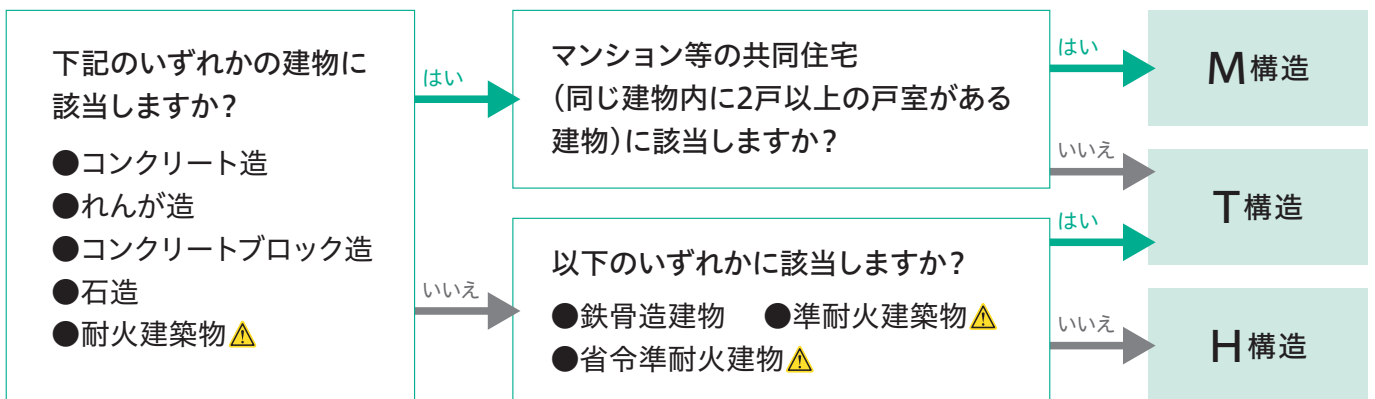 下記のいずれかの建物に
該当しますか？
●コンクリート造
●れんが造
●コンクリートブロック造
●石造
●耐火建築物⚠
はい
いいえ
マンション等の共同住宅
（同じ建物内に2戸以上の戸室がある
建物）に該当しますか？
はい
いいえ
以下のいずれかに該当しますか？
●鉄骨造建物　●準耐火建築物⚠
●省令準耐火建物⚠
はい
いいえ
M構造
T構造
H構造